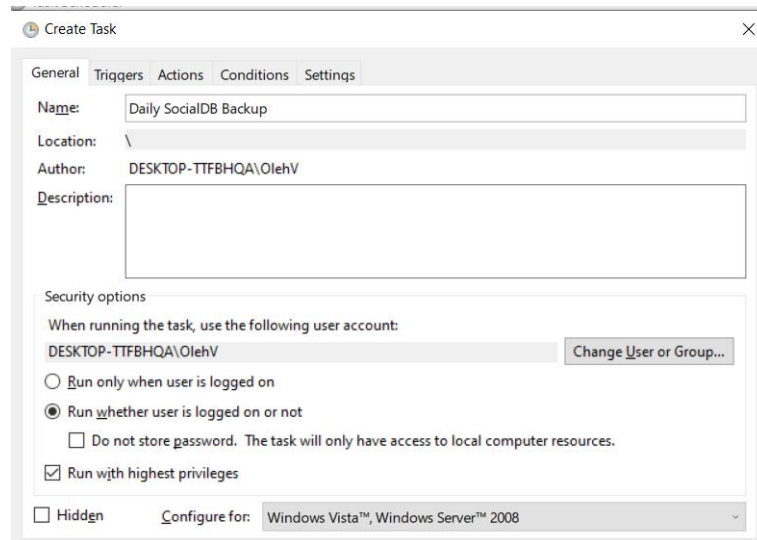 Create Task
General Triggers Actions Conditions Settings
Name: Daily SocialDB Backup
Location: \
Author: DESKTOP-TTFBHQA\OlehV
Description:
Security options
When running the task, use the following user account:
DESKTOP-TTFBHQA\OlehV Change User or Group...
Run only when user is logged on
Run whether user is logged on or not
Do not store password. The task will only have access to local computer resources.
Run with highest privileges
Hidden Configure for: Windows Vista™, Windows Server™ 2008